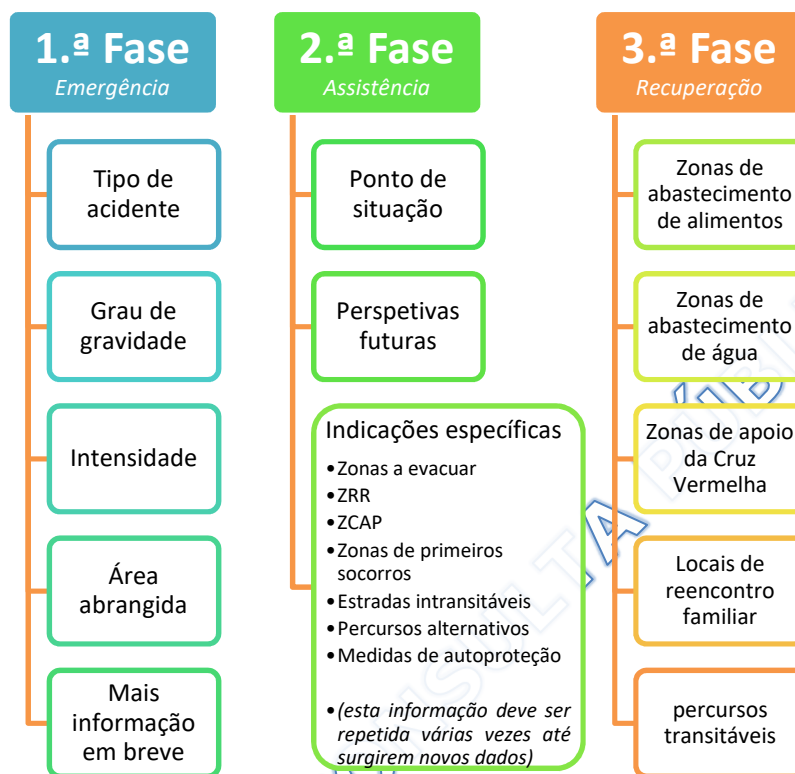 1.ª Fase
Emergência
Tipo de
acidente
Grau de
gravidade
Intensidade
Área
abrangida
Mais
informação
em breve
2.ª Fase
Assistência
Ponto de
situação
Perspetivas
futuras
Indicações específicas
•Zonas a evacuar
•ZRR
•ZCAP
•Zonas de primeiros
socorros
•Estradas intransitáveis
•Percursos alternativos
•Medidas de autoproteção
•(esta informação deve ser
repetida várias vezes até
surgirem novos dados)
3.ª Fase
Recuperação
Zonas de
abastecimento
de alimentos
Zonas de
abastecimento
de água
Zonas de apoio
da Cruz
Vermelha
Locais de
reencontro
familiar
percursos
transitáveis